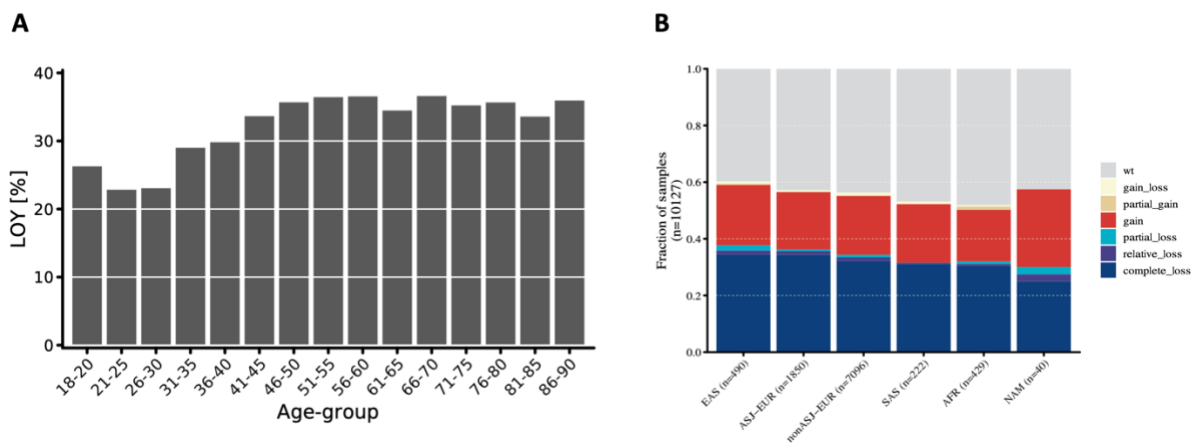 A
LOY [%]
40
30
20
10
0
18-20
21-25
26-30
31-35
36-40
41-45
46-50
51-55
56-60
61-65
66-70
71-75
76-80
81-85
86-90
Age-group
B
Fraction of samples
(n=10127)
1.0
0.8
0.6
0.4
0.2
0.0
EAS (n=490)
ASJ−EUR (n=1850)
nonASJ−EUR (n=7096)
SAS (n=222)
AFR (n=429)
NAM (n=40)
wt
gain_loss
partial_gain
gain
partial_loss
relative_loss
complete_loss